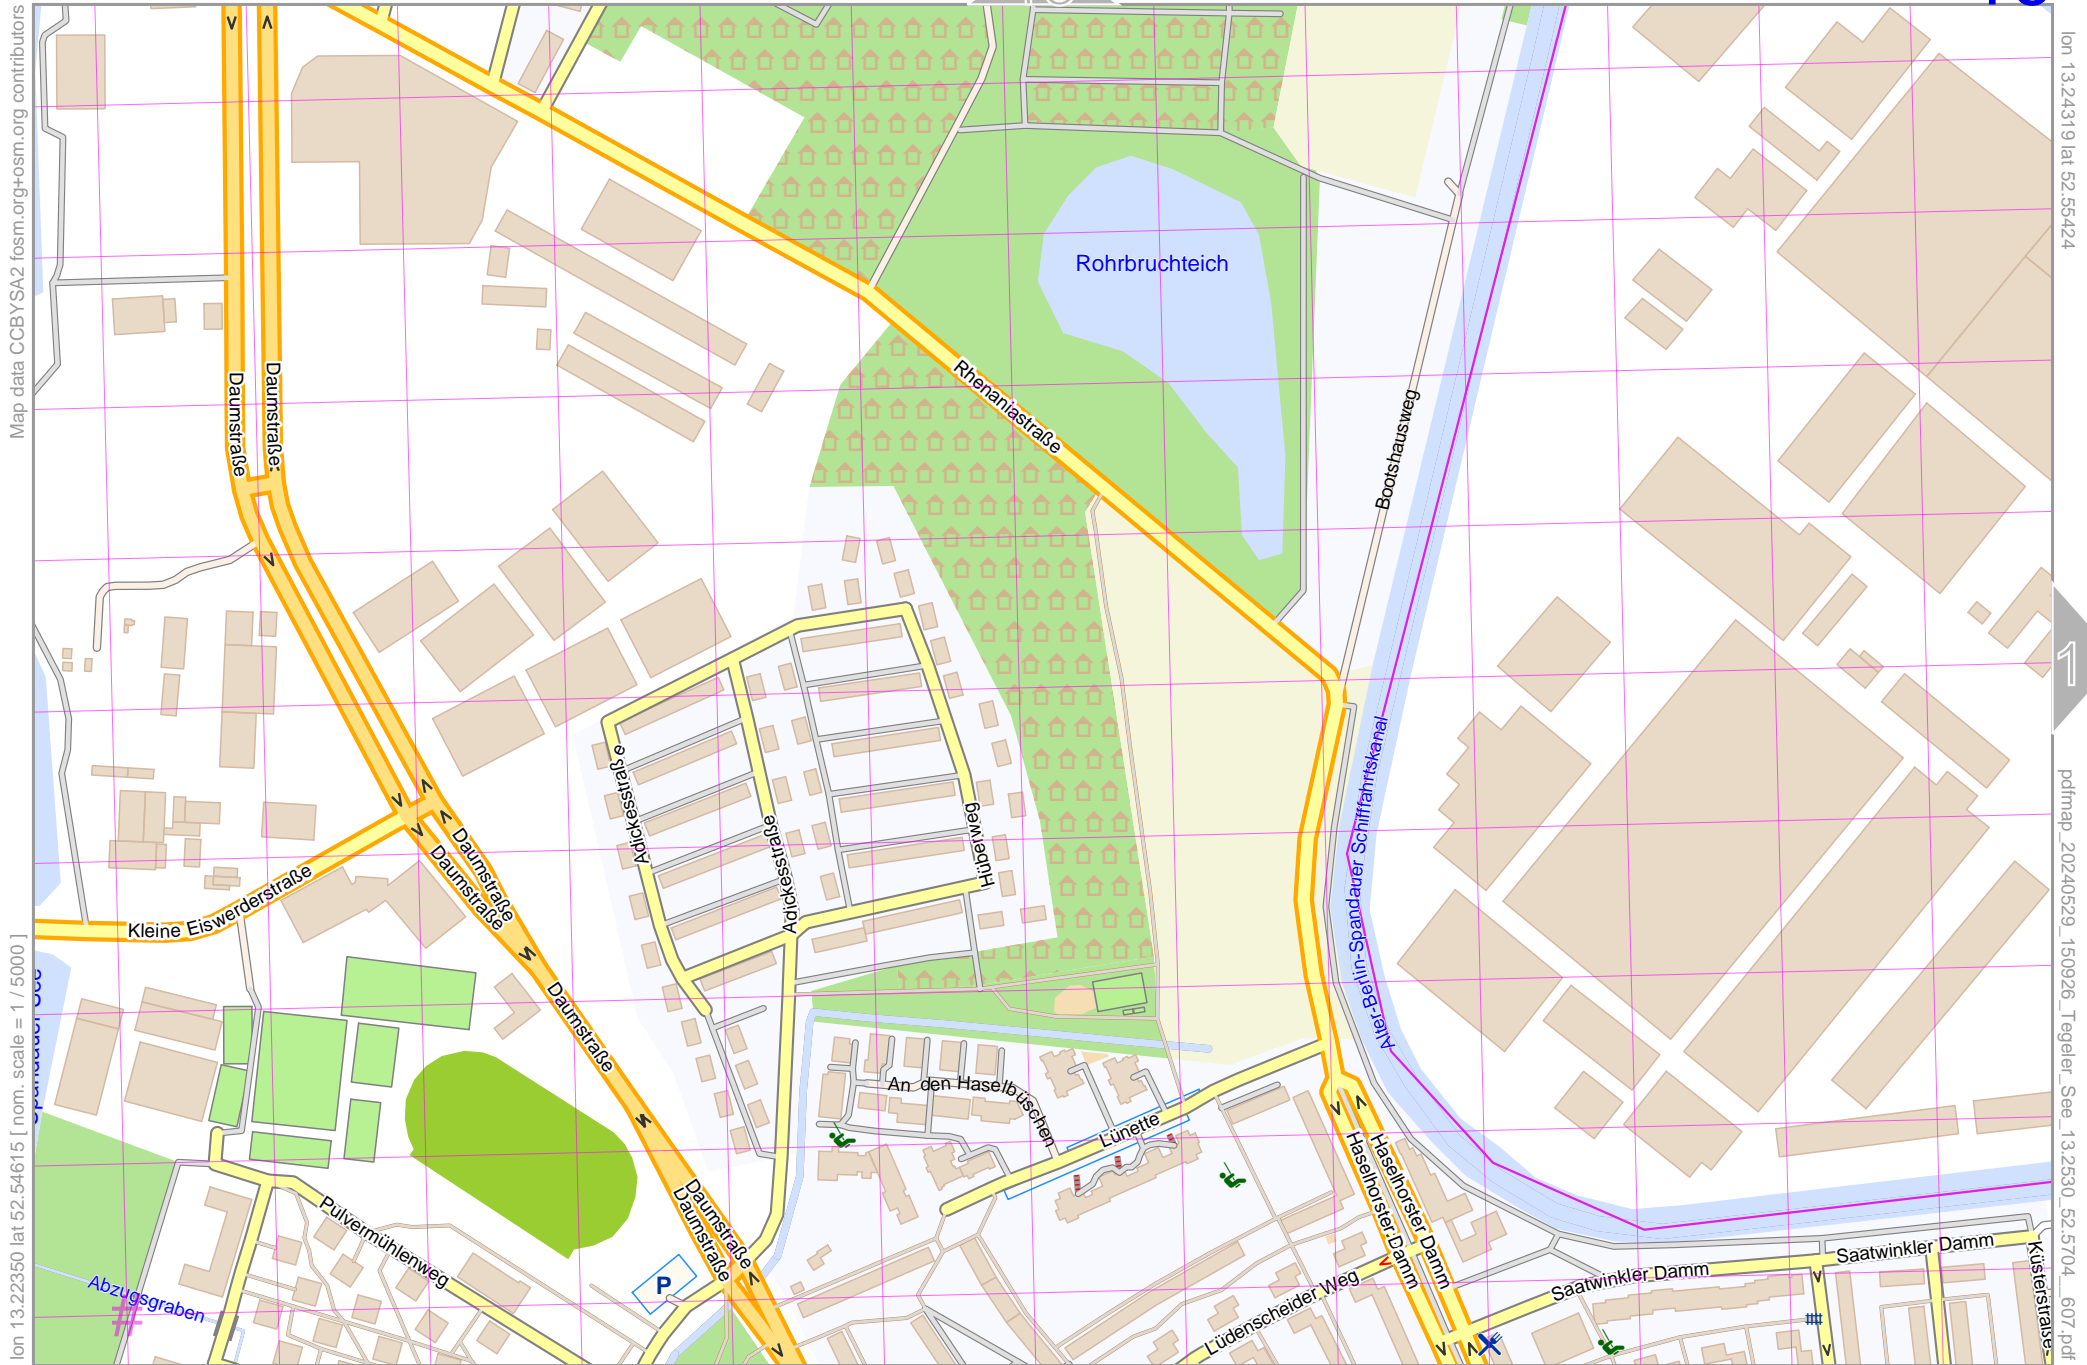 Map data CCBYSA2 fosm.org+osm.org contributors
lon 13.22350 lat 52.54615 [ nom. scale = 1 / 5000 ]
lon 13.24319 lat 52.55424
pdfmap_20240529_150926_Tegeler_See_13.2530_52.5704__607.pdf
1
Rohrbruchteich
Daumstraße
Daumstraße
Rhenaniastraße
Bootshausweg
Alter-Berlin-Spandauer Schifffahrtskanal
Adickesstraße
Adickesstraße
Hüberweg
Daumstraße
Daumstraße
Kleine Eiswerderstraße
Daumstraße
An den Haselbüschen
Lünette
Haselhorster Damm
Haselhorster Damm
Pulvermühlenweg
Daumstraße
Daumstraße
P
Abzugsgraben
Lüdenscheider Weg
Saatwinkler Damm
Saatwinkler Damm
Küsterstraße